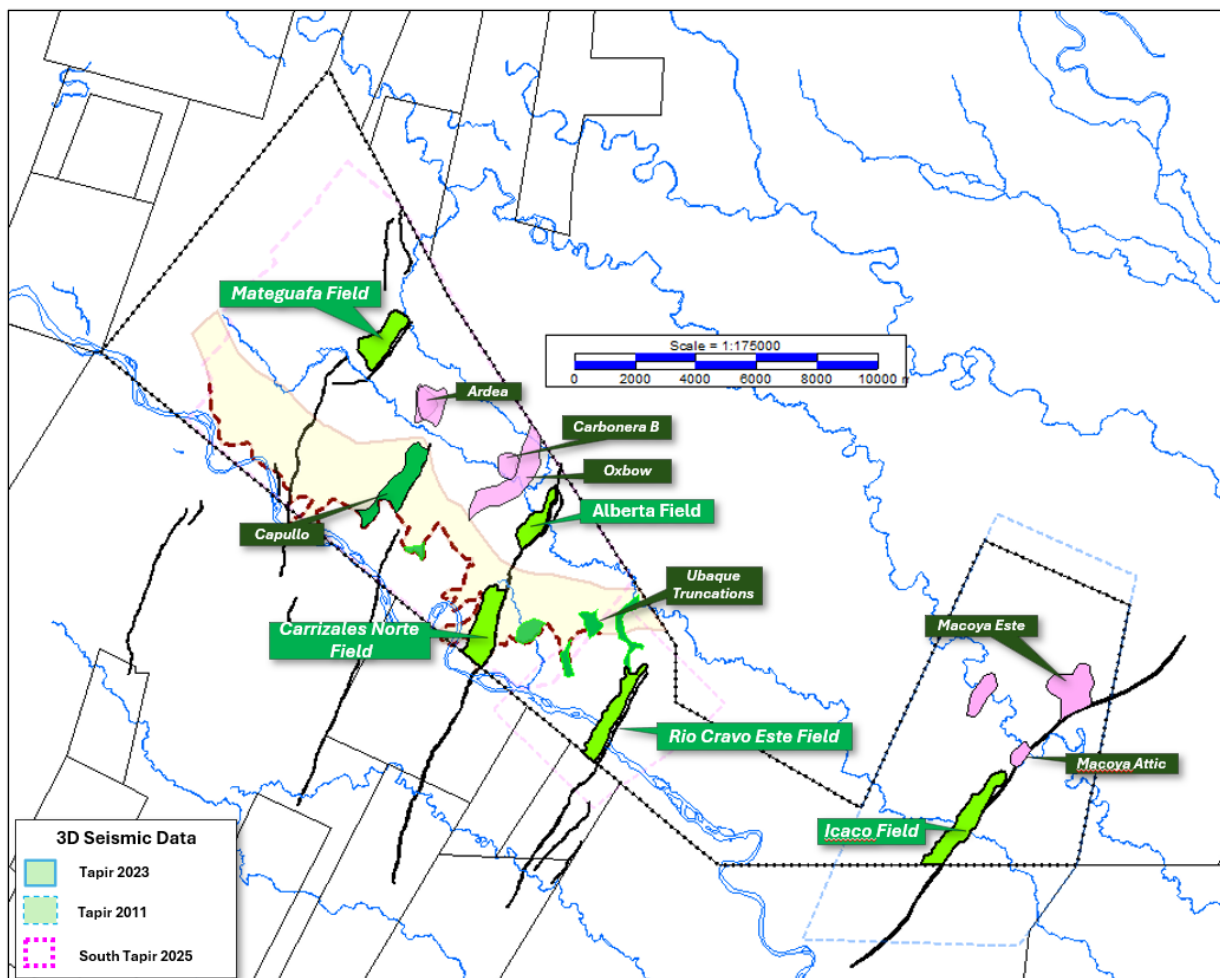 Mateguafa Field
Scale = 1:175000
0 2000 4000 6000 8000 10000 m
Ardea
Carbonera B
Oxbow
Alberta Field
Capullo
Ubaque
Truncations
Carrizales Norte
Field
Macoya Este
Rio Cravo Este Field
Macoya Attic
Icaco Field
3D Seismic Data
Tapir 2023
Tapir 2011
South Tapir 2025